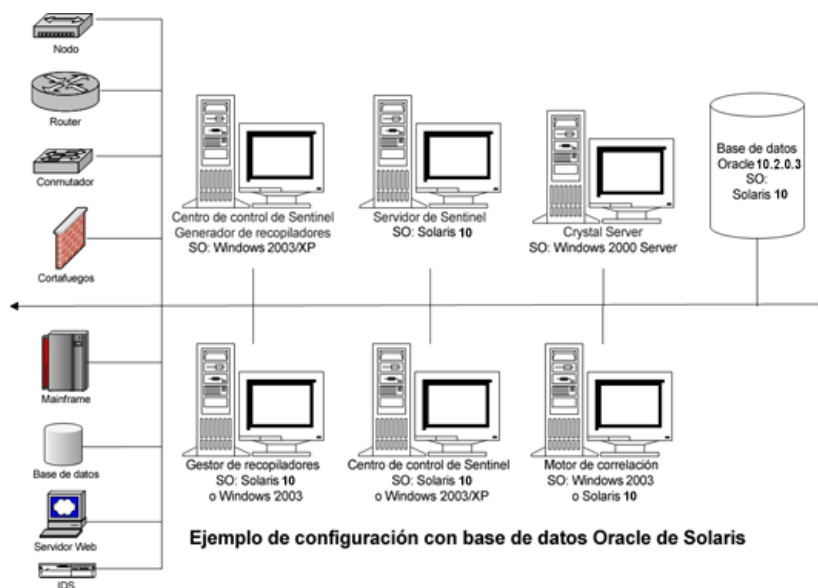 Nodo
Router
Conmutador
Cortafuegos
Mainframe
Base de datos
Servidor Web
IDS
Centro de control de Sentinel
Generador de recopiladores
SO: Windows 2003/XP
Servidor de Sentinel
SO: Solaris 10
Crystal Server
SO: Windows 2000 Server
Base de datos
Oracle 10.2.0.3
SO:
Solaris 10
Gestor de recopiladores
SO: Solaris 10
o Windows 2003
Centro de control de Sentinel
SO: Solaris 10
o Windows 2003/XP
Motor de correlación
SO: Windows 2003
o Solaris 10
Ejemplo de configuración con base de datos Oracle de Solaris